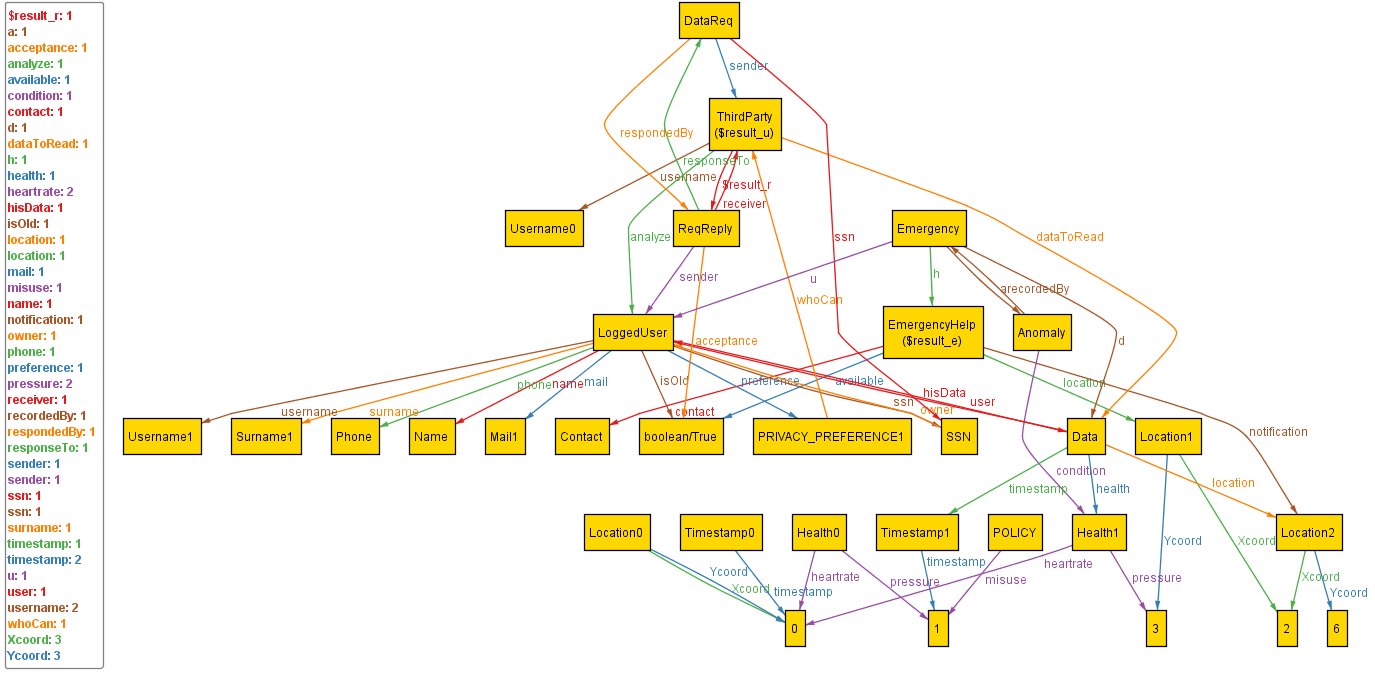 $result_r: 1
a: 1
acceptance: 1
analyze: 1
available: 1
condition: 1
contact: 1
d: 1
dataToRead: 1
h: 1
health: 1
heartrate: 2
hisData: 1
isOld: 1
location: 1
location: 1
mail: 1
misuse: 1
name: 1
notification: 1
owner: 1
phone: 1
preference: 1
pressure: 2
receiver: 1
recordedBy: 1
respondedBy: 1
responseTo: 1
sender: 1
sender: 1
ssn: 1
ssn: 1
surname: 1
timestamp: 1
timestamp: 2
u: 1
user: 1
username: 2
whoCan: 1
Xcoord: 3
Ycoord: 3
DataReq
sender
ThirdParty
($result_u)
respondedBy
responseTo
username
$result_r
receiver
Username0
ReqReply
Emergency
analyze
ssn
dataToRead
sender
u
h
arecordedBy
whoCan
LoggedUser
EmergencyHelp
($result_e)
Anomaly
acceptance
d
isOld
preference
available
location
username
surname
phone
name
mail
contact
ssn
owner
hisData
user
notification
Username1
Surname1
Phone
Name
Mail1
Contact
boolean/True
PRIVACY_PREFERENCE1
SSN
Data
Location1
condition
timestamp
health
location
Location0
Timestamp0
Health0
Timestamp1
POLICY
Health1
Location2
Ycoord
Xcoord
timestamp
heartrate
pressure
timestamp
misuse
heartrate
pressure
Ycoord
Xcoord
Xcoord
Ycoord
0
1
3
2
6